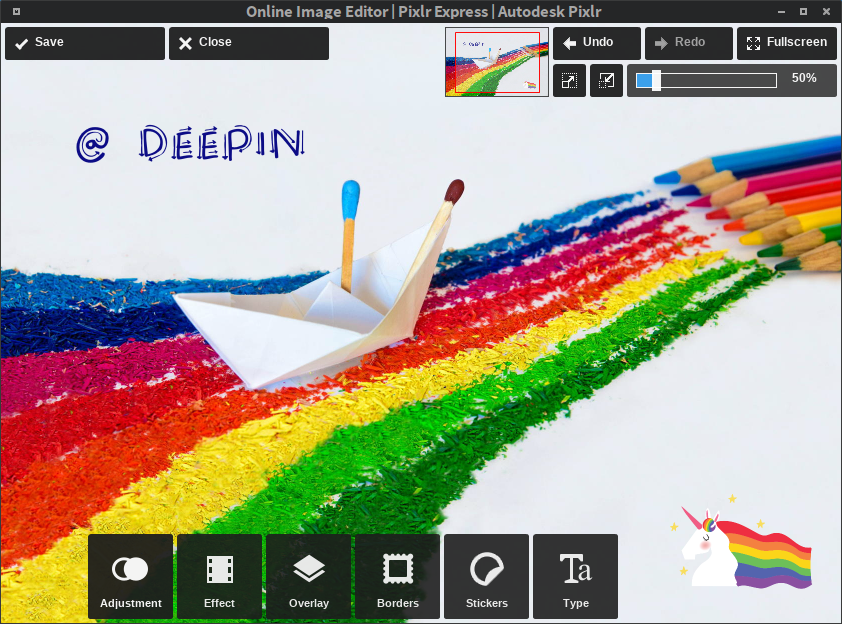 Online Image Editor | Pixlr Express | Autodesk Pixlr
Save
Close
Undo
Redo
Fullscreen
50%
@ DEEPIN
Adjustment
Effect
Overlay
Borders
Stickers
Ta
Type